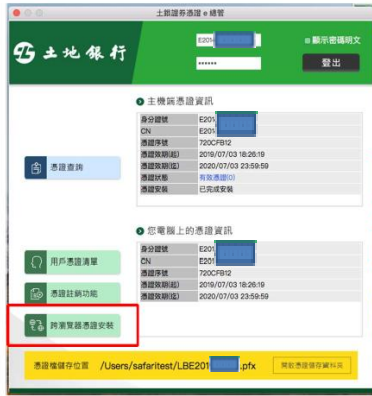 土銀證券憑證 e 總管
土地銀行
E201
顯示密碼明文
••••••
登出
主機端憑證資訊
身分證號 E201
CN E201
憑證序號 720CFB12
憑證效期(起) 2019/07/03 18:26:19
憑證效期(迄) 2020/07/03 23:59:59
憑證狀態 有效憑證[0]
憑證安裝 已完成安裝
憑證查詢
您電腦上的憑證資訊
身分證號 E201
CN E201
憑證序號 720CFB12
憑證效期(起) 2019/07/03 18:26:19
憑證效期(迄) 2020/07/03 23:59:59
用戶憑證清單
憑證註銷功能
跨瀏覽器憑證安裝
憑證檔儲存位置 /Users/safaritest/LBE201 .pfx
開啟憑證儲存資料夾